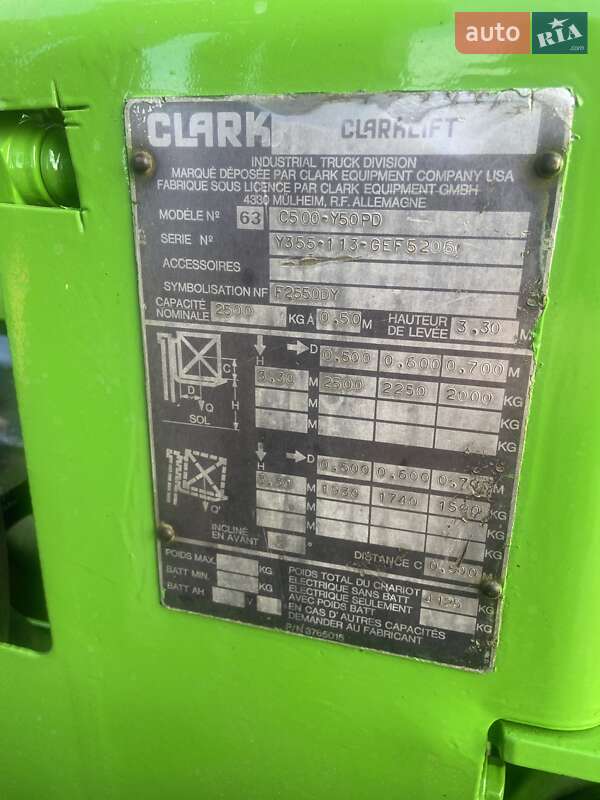 auto RIA.com
CLARK CLARKLIFT
INDUSTRIAL TRUCK DIVISION
MARQUÉ DÉPOSÉE PAR CLARK EQUIPMENT COMPANY USA
FABRIQUE SOUS LICENCE PAR CLARK EQUIPMENT GMBH
4330 MÜLHEIM, R.F. ALLEMAGNE
MODÈLE Nº 63 C500-Y50PD
SERIE Nº Y355-113-GEF5206
ACCESSOIRES
SYMBOLISATION NF F2550DY
CAPACITÉ NOMINALE 2500 KG À 0,50 M HAUTEUR DE LEVÉE 3,30 M
H D 0,500 0,600 0,700
C D Q H
3,30 M 2500 2250 2000 KG
M KG
M KG
SOL
H D 0,500 0,600
M 1740 KG
Q'
M KG
M KG
INCLINÉ EN AVANT °
DISTANCE C M
POIDS MAX. KG
BATT MIN. KG
BATT AH V
POIDS TOTAL DU CHARIOT
ÉLECTRIQUE SANS BATT
ÉLECTRIQUE SEULEMENT
AVEC POIDS BATT
4125 KG
KG
EN CAS D'AUTRES CAPACITÉS
DEMANDER AU FABRICANT
P/N 3765015